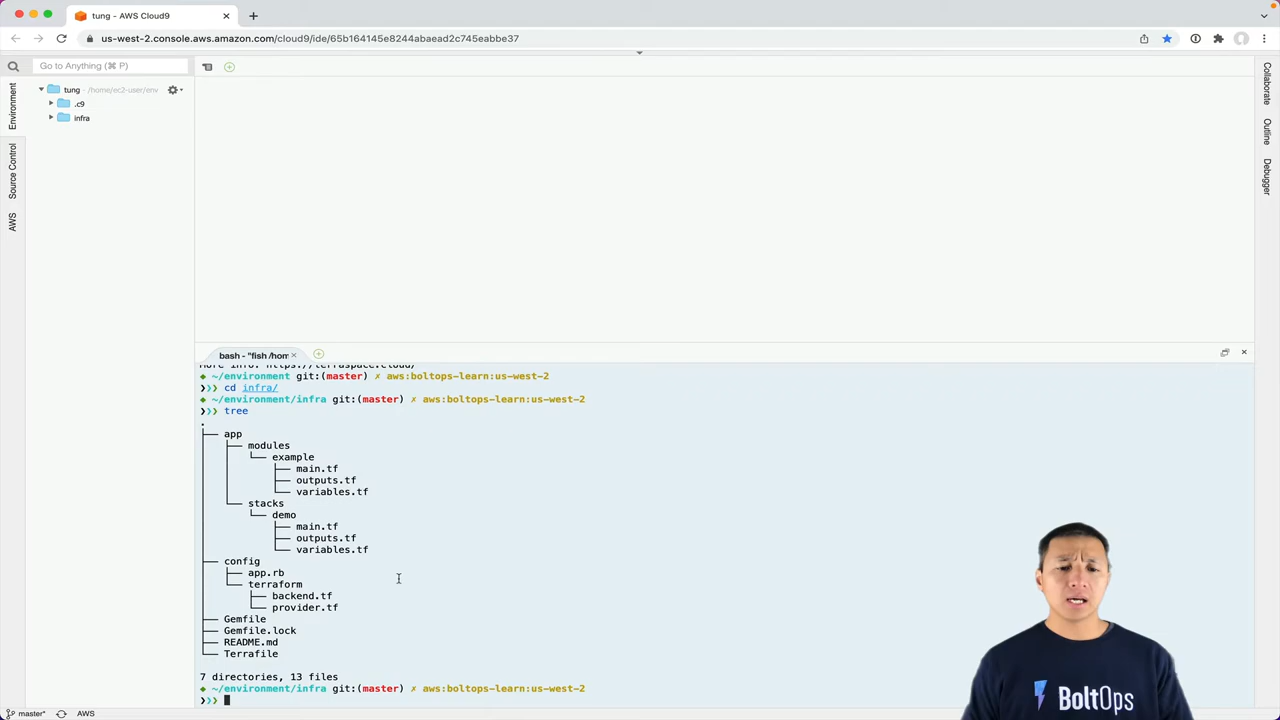 tung - AWS Cloud9
us-west-2.console.aws.amazon.com/cloud9/ide/65b164145e8244abaead2c745eabbe37
Go to Anything (⌘ P)
Environment
Source Control
AWS
tung - /home/ec2-user/env
.c9
infra
Collaborate
Outline
Debugger
bash - "fish /hom
More info: https://terraspace.cloud/
◆ ~/environment git:(master) ✗ aws:boltops-learn:us-west-2
❯❯❯ cd infra/
◆ ~/environment/infra git:(master) ✗ aws:boltops-learn:us-west-2
❯❯❯ tree
.
├── app
│   ├── modules
│   │   └── example
│   │       ├── main.tf
│   │       ├── outputs.tf
│   │       └── variables.tf
│   └── stacks
│       └── demo
│           ├── main.tf
│           ├── outputs.tf
│           └── variables.tf
├── config
│   ├── app.rb
│   └── terraform
│       ├── backend.tf
│       └── provider.tf
├── Gemfile
├── Gemfile.lock
├── README.md
└── Terrafile
7 directories, 13 files
◆ ~/environment/infra git:(master) ✗ aws:boltops-learn:us-west-2
❯❯❯
BoltOps
master*
AWS